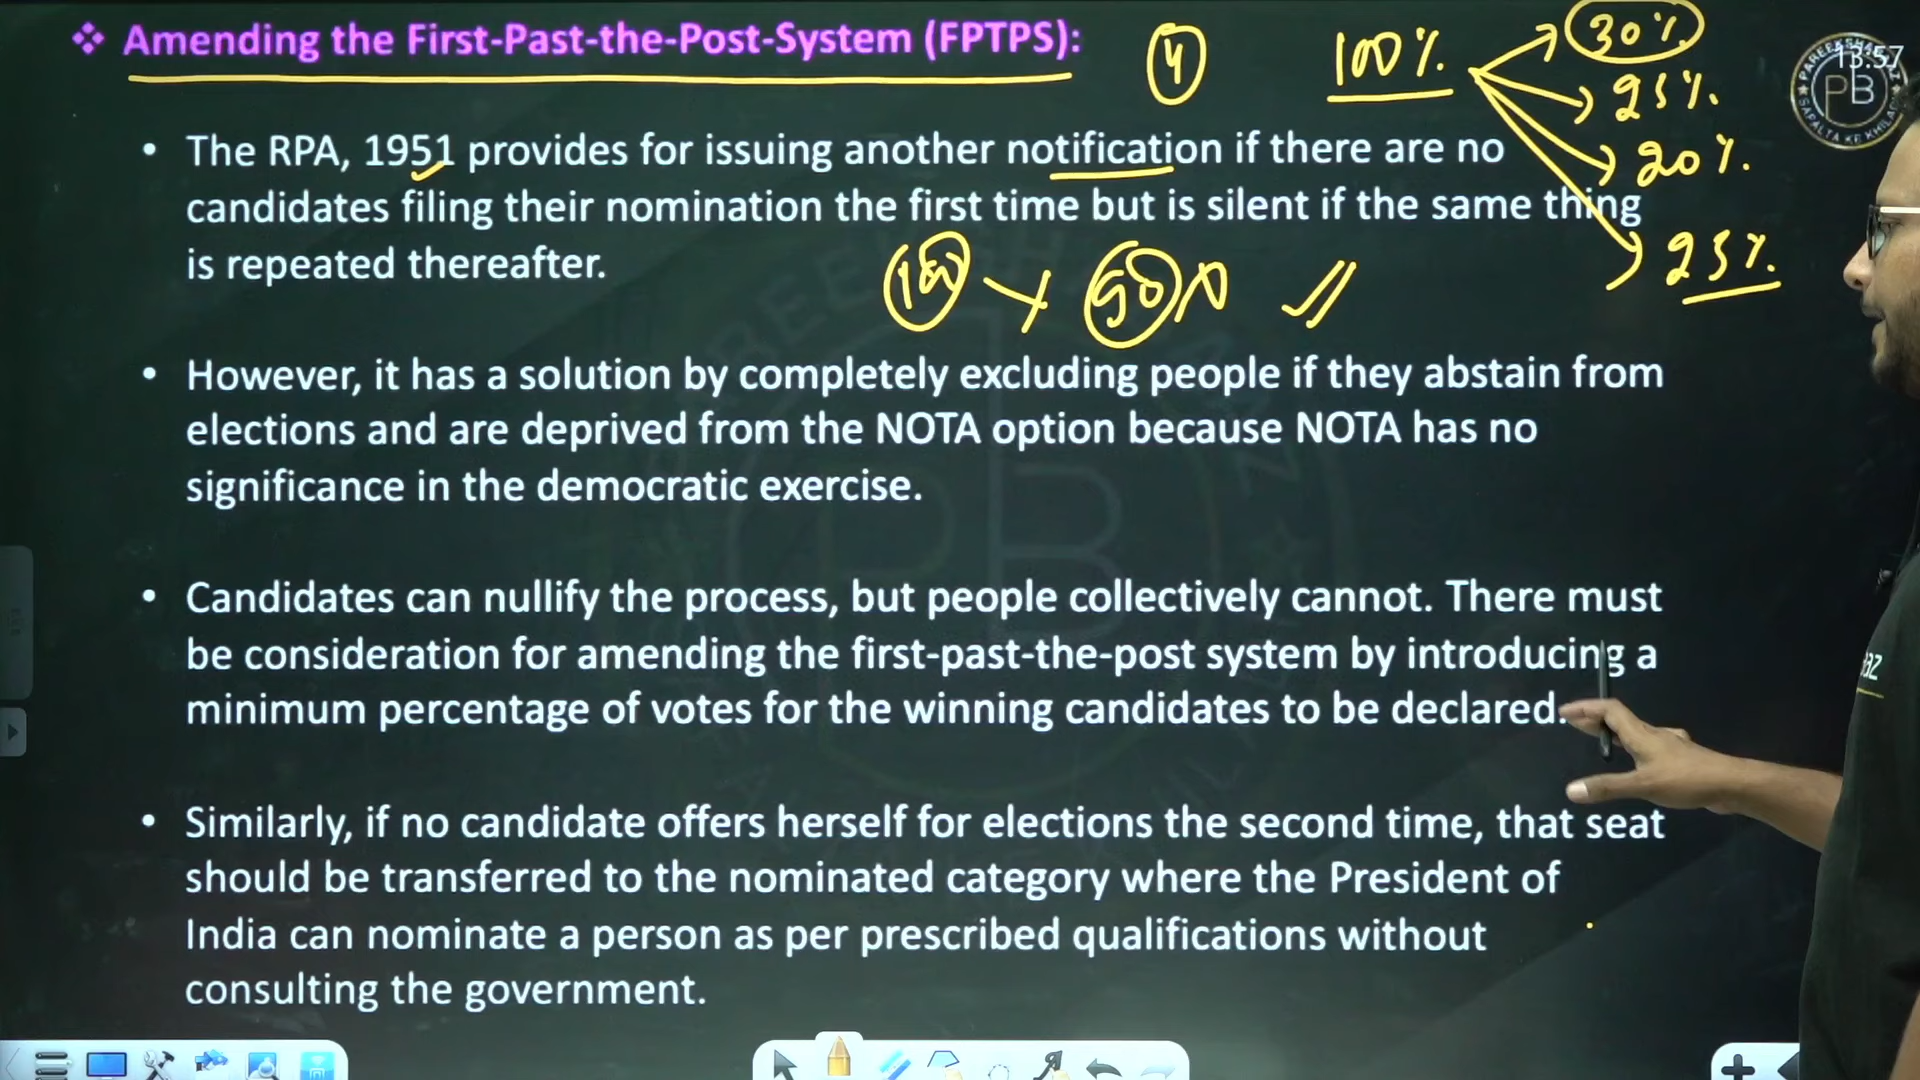 ❖ Amending the First-Past-the-Post-System (FPTPS):
4
100%.
30%
25%.
20%.
25%.
13:57
PB
• The RPA, 1951 provides for issuing another notification if there are no
candidates filing their nomination the first time but is silent if the same thing
is repeated thereafter.
100
50
• However, it has a solution by completely excluding people if they abstain from
elections and are deprived from the NOTA option because NOTA has no
significance in the democratic exercise.
• Candidates can nullify the process, but people collectively cannot. There must
be consideration for amending the first-past-the-post system by introducing a
minimum percentage of votes for the winning candidates to be declared.
• Similarly, if no candidate offers herself for elections the second time, that seat
should be transferred to the nominated category where the President of
India can nominate a person as per prescribed qualifications without
consulting the government.